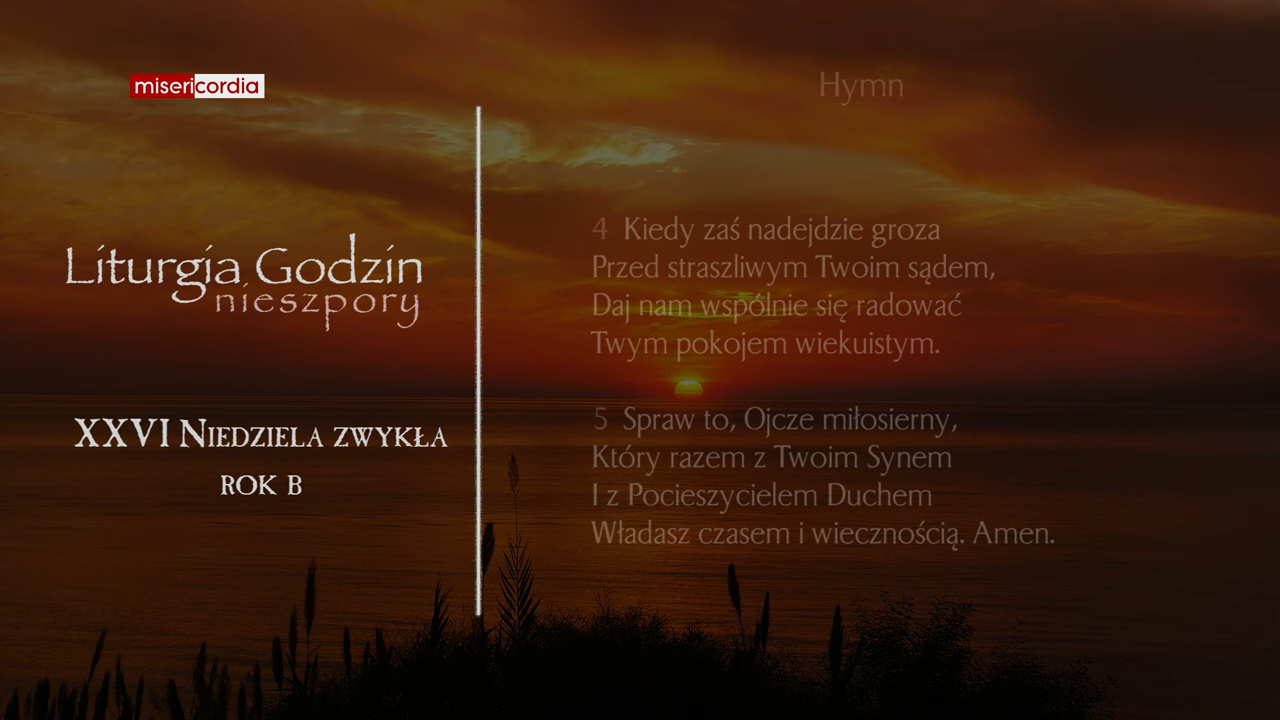 misericordia
Liturgia Godzin
nieszpory
XXVI Niedziela zwykła
rok B
Hymn
4 Kiedy zaś nadejdzie groza
Przed straszliwym Twoim sądem,
Daj nam wspólnie się radować
Twym pokojem wiekuistym.
5 Spraw to, Ojcze miłosierny,
Który razem z Twoim Synem
I z Pocieszycielem Duchem
Władasz czasem i wiecznością. Amen.